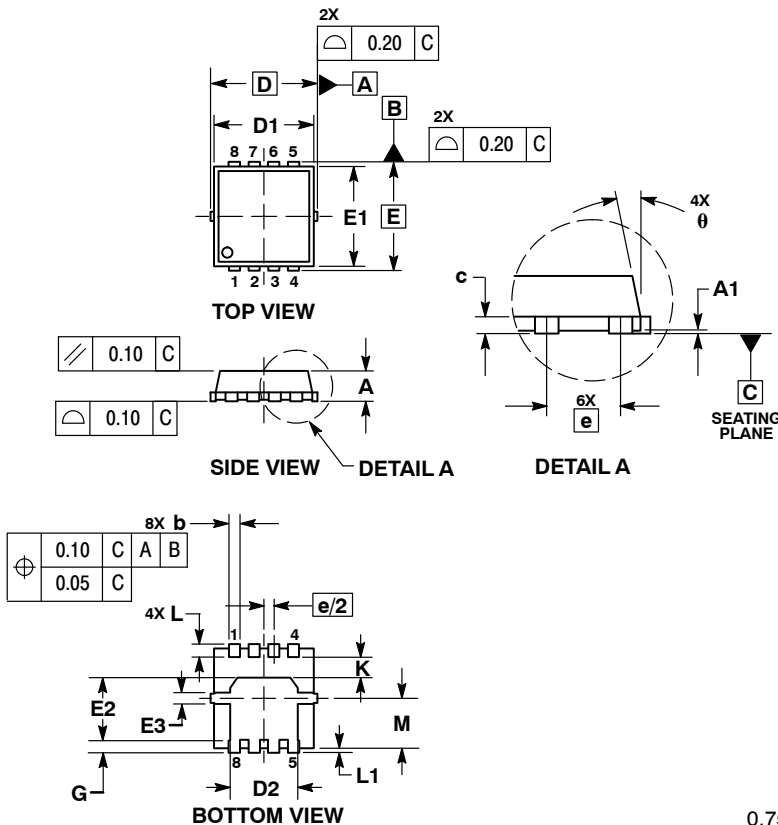 2X
⌓ 0.20 C
D A
B
2X
⌓ 0.20 C
D1
8 7 6 5
E1 E
1 2 3 4
TOP VIEW
4X
θ
c
A1
C
SEATING
PLANE
6X
e
DETAIL A
⫽ 0.10 C
A
⌓ 0.10 C
SIDE VIEW
DETAIL A
8X b
⌖ 0.10 C A B
0.05 C
e/2
4X L
1 4
K
E2
E3
M
8 5
L1
G
D2
BOTTOM VIEW